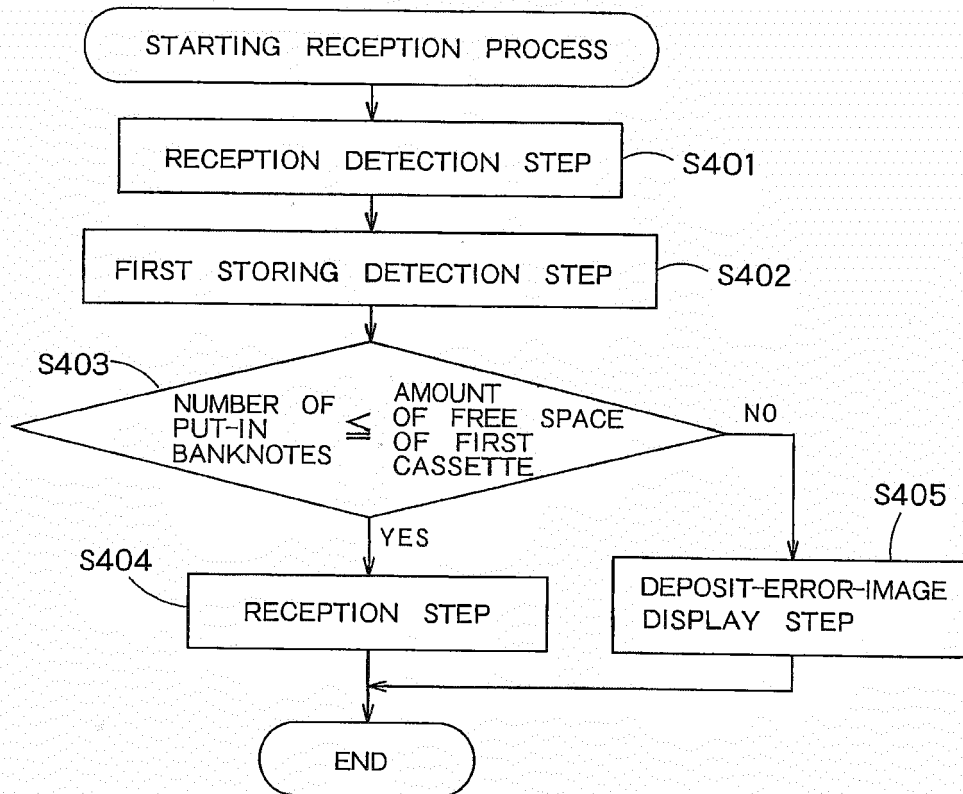 STARTING RECEPTION PROCESS
RECEPTION DETECTION STEP
S401
FIRST STORING DETECTION STEP
S402
S403
NUMBER OF
PUT-IN
BANKNOTES
≦
AMOUNT
OF FREE SPACE
OF FIRST
CASSETTE
NO
YES
S404
RECEPTION STEP
S405
DEPOSIT-ERROR-IMAGE
DISPLAY STEP
END